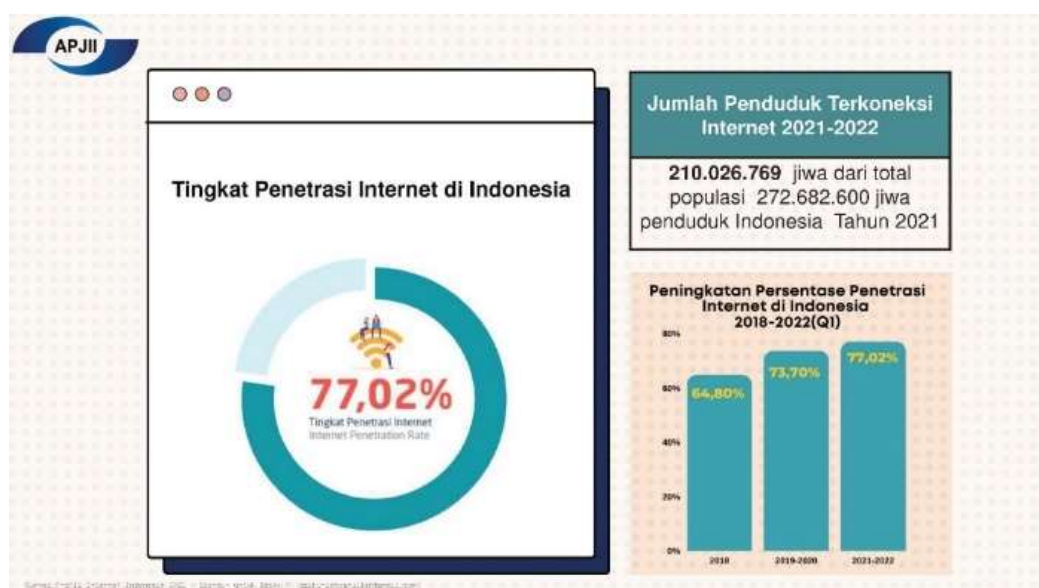 APJII
Tingkat Penetrasi Internet di Indonesia
77,02%
Tingkat Penetrasi Internet
Internet Penetration Rate
Jumlah Penduduk Terkoneksi
Internet 2021-2022
210.026.769 jiwa dari total
populasi 272.682.600 jiwa
penduduk Indonesia Tahun 2021
Peningkatan Persentase Penetrasi
Internet di Indonesia
2018-2022(Q1)
80%
60%
40%
20%
0%
64,80%
73,70%
77,02%
2018
2019-2020
2021-2022